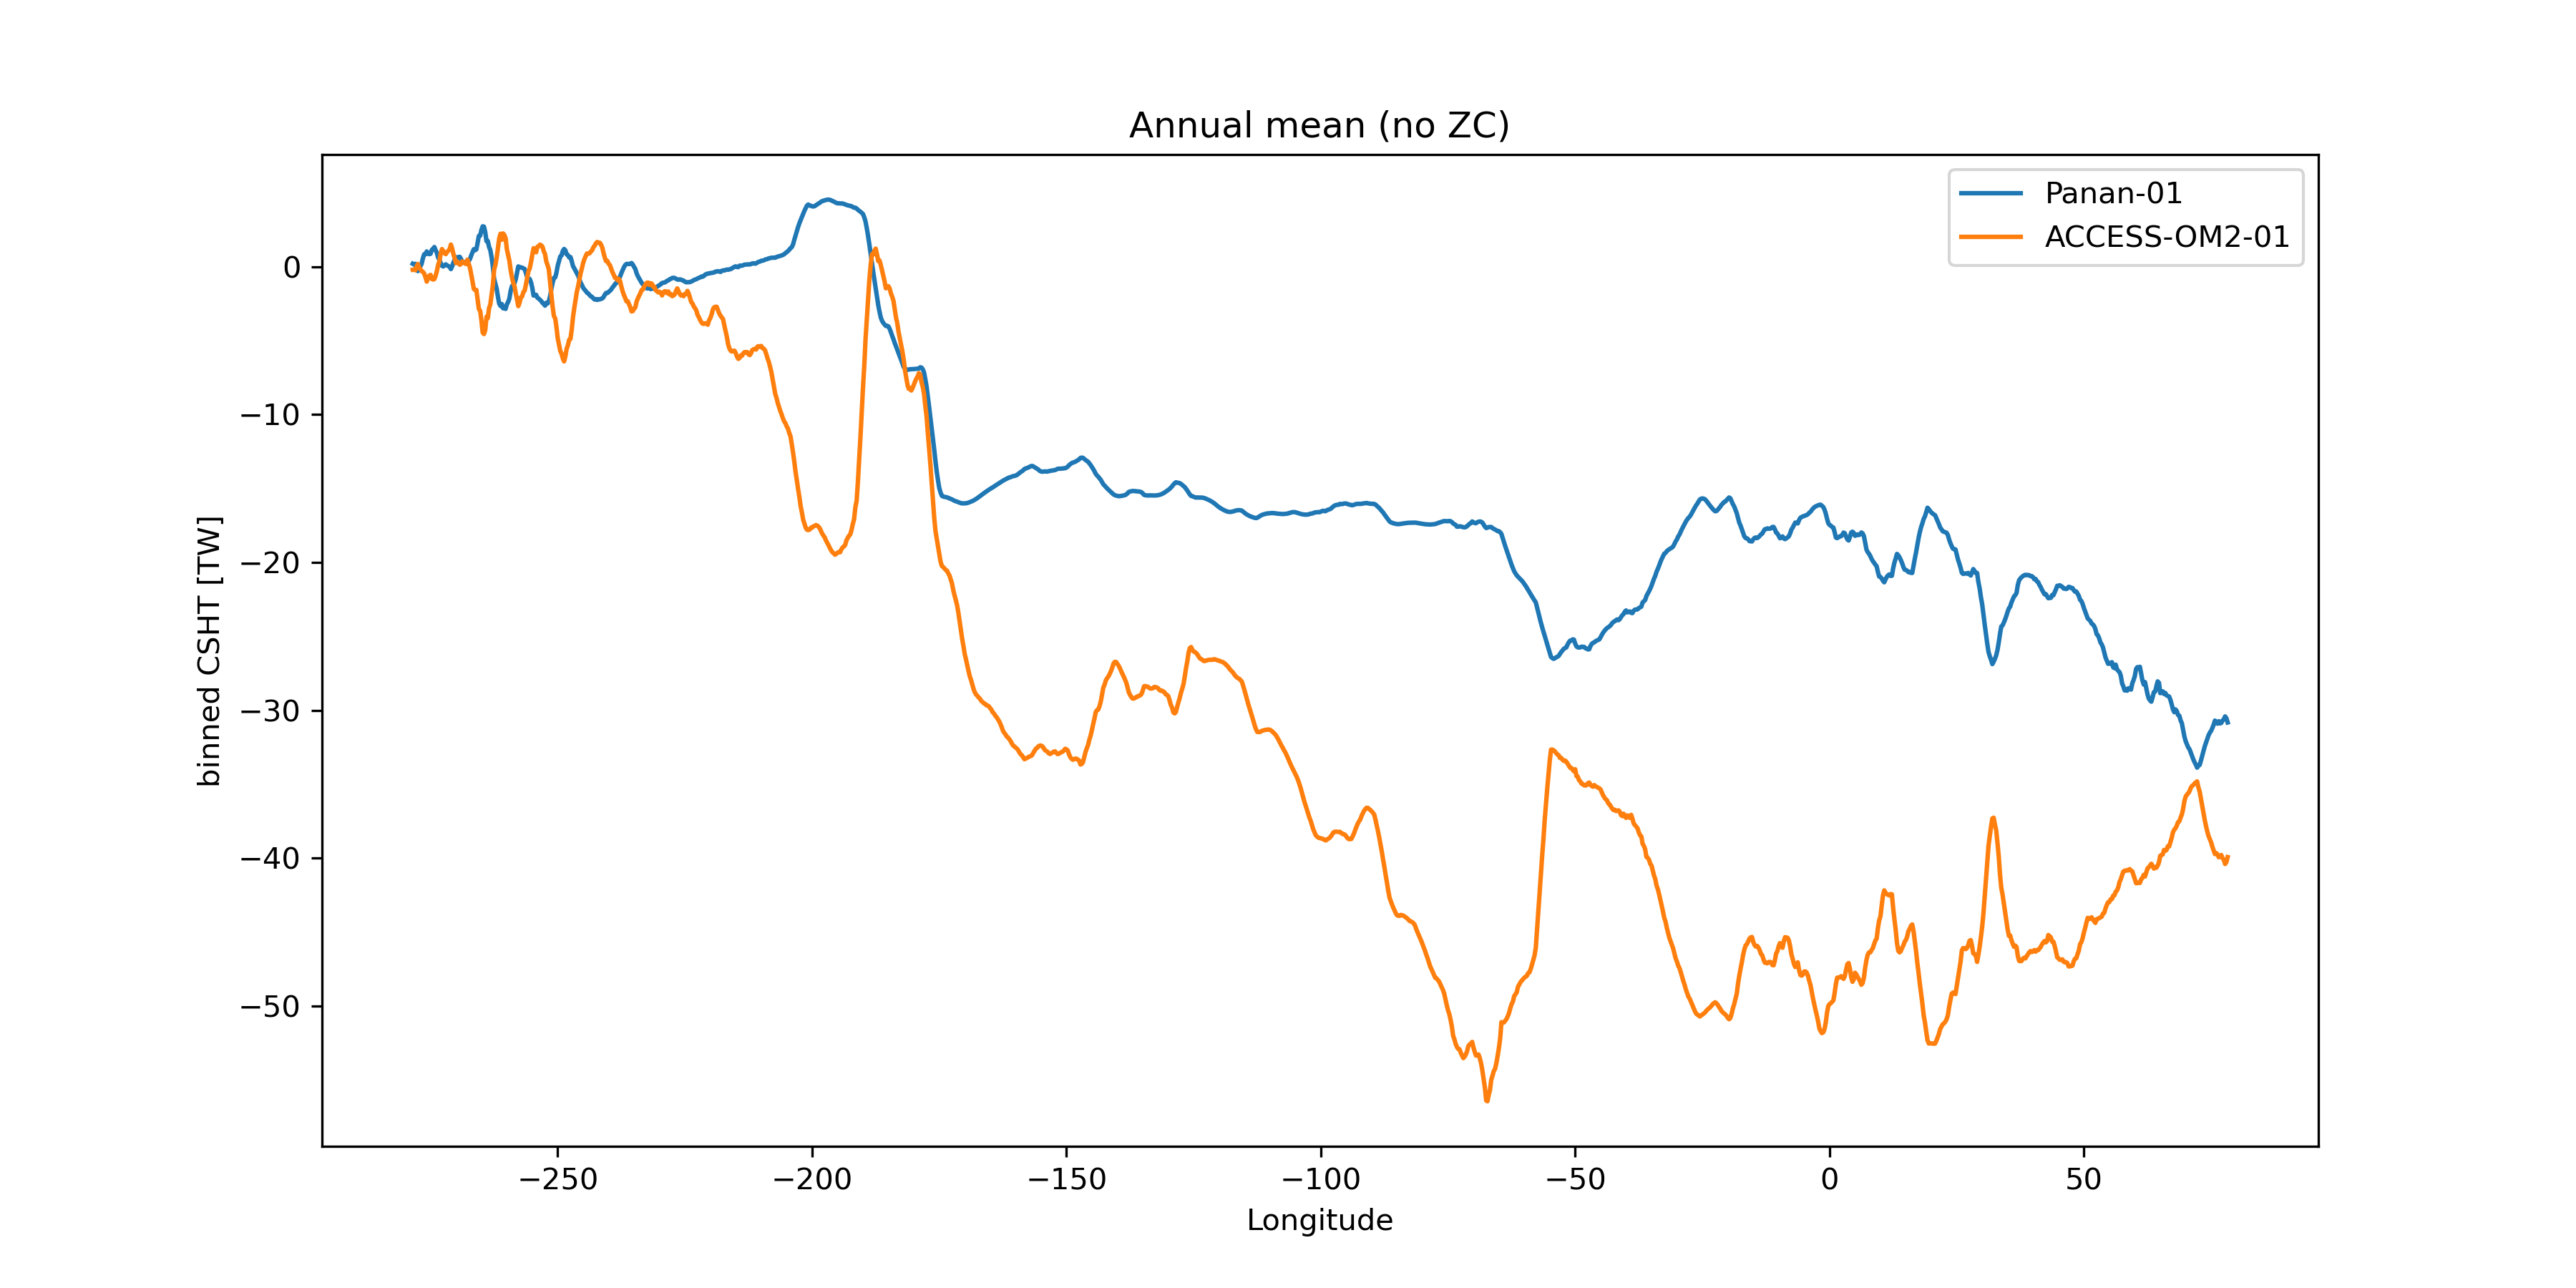 Annual mean (no ZC)
Panan-01
ACCESS-OM2-01
binned CSHT [TW]
0
−10
−20
−30
−40
−50
−250
−200
−150
−100
−50
0
50
Longitude